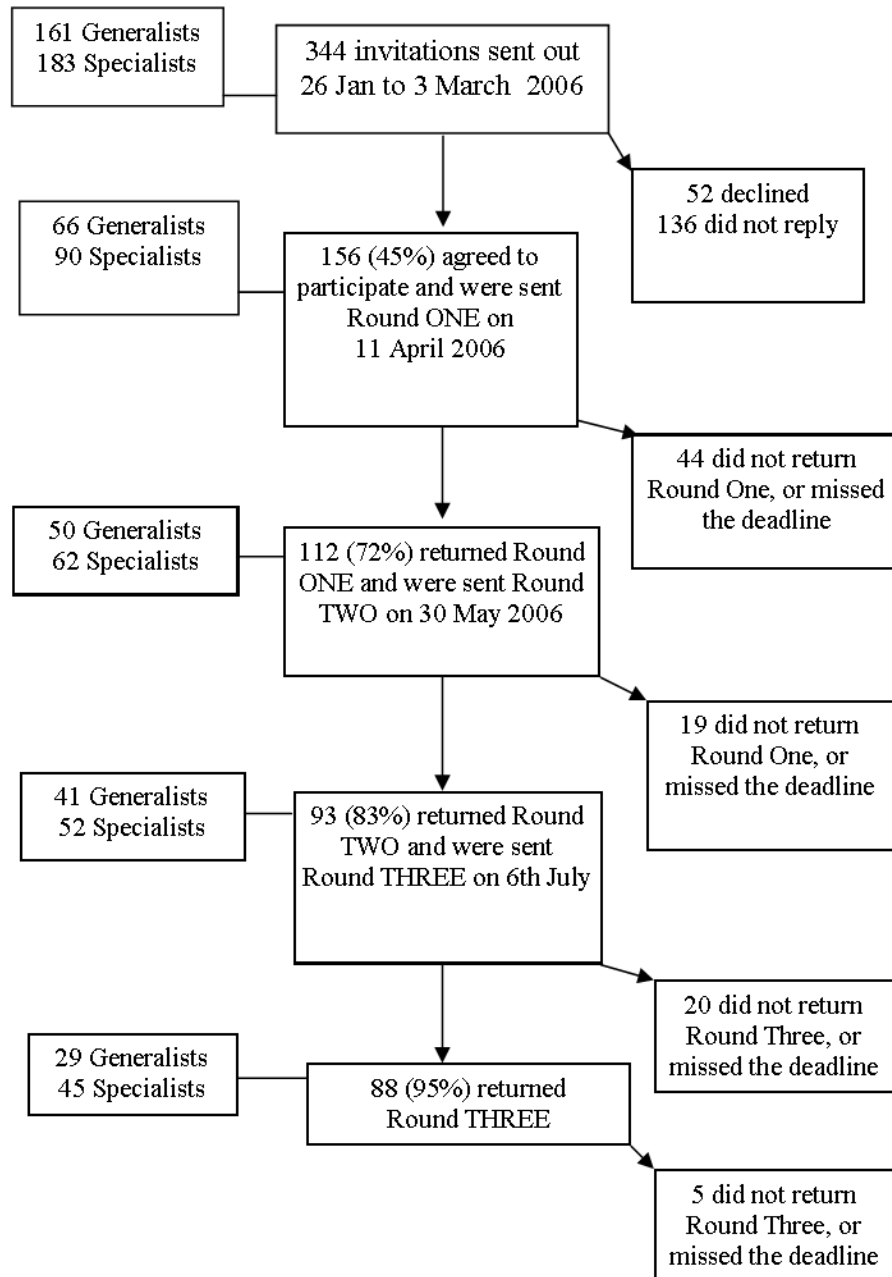 161 Generalists
183 Specialists
344 invitations sent out
26 Jan to 3 March 2006
52 declined
136 did not reply
66 Generalists
90 Specialists
156 (45%) agreed to
participate and were sent
Round ONE on
11 April 2006
44 did not return
Round One, or missed
the deadline
50 Generalists
62 Specialists
112 (72%) returned Round
ONE and were sent Round
TWO on 30 May 2006
19 did not return
Round One, or
missed the deadline
41 Generalists
52 Specialists
93 (83%) returned Round
TWO and were sent
Round THREE on 6th July
20 did not return
Round Three, or
missed the deadline
29 Generalists
45 Specialists
88 (95%) returned
Round THREE
5 did not return
Round Three, or
missed the deadline